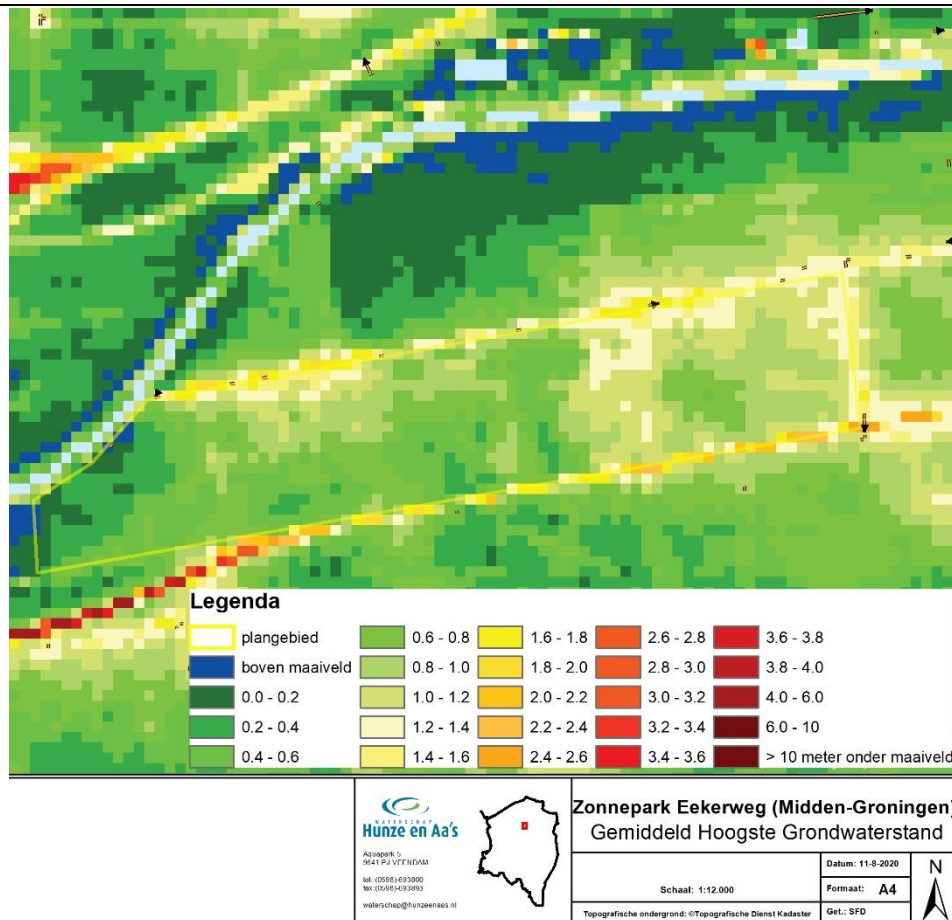 Legenda
plangebied
boven maaiveld
0.0 - 0.2
0.2 - 0.4
0.4 - 0.6
0.6 - 0.8
0.8 - 1.0
1.0 - 1.2
1.2 - 1.4
1.4 - 1.6
1.6 - 1.8
1.8 - 2.0
2.0 - 2.2
2.2 - 2.4
2.4 - 2.6
2.6 - 2.8
2.8 - 3.0
3.0 - 3.2
3.2 - 3.4
3.4 - 3.6
3.6 - 3.8
3.8 - 4.0
4.0 - 6.0
6.0 - 10
> 10 meter onder maaiveld
WATERSCHAP
Hunze en Aa's
Aquapark 5
9641 PJ VEENDAM
tel: (0598)-693800
fax:(0598)-693893
waterschap@hunzeenaas.nl
Zonnepark Eekerweg (Midden-Groningen)
Gemiddeld Hoogste Grondwaterstand
Schaal: 1:12.000
Datum: 11-8-2020
Formaat: A4
Topografische ondergrond: ©Topografische Dienst Kadaster
Get.: SFD
N